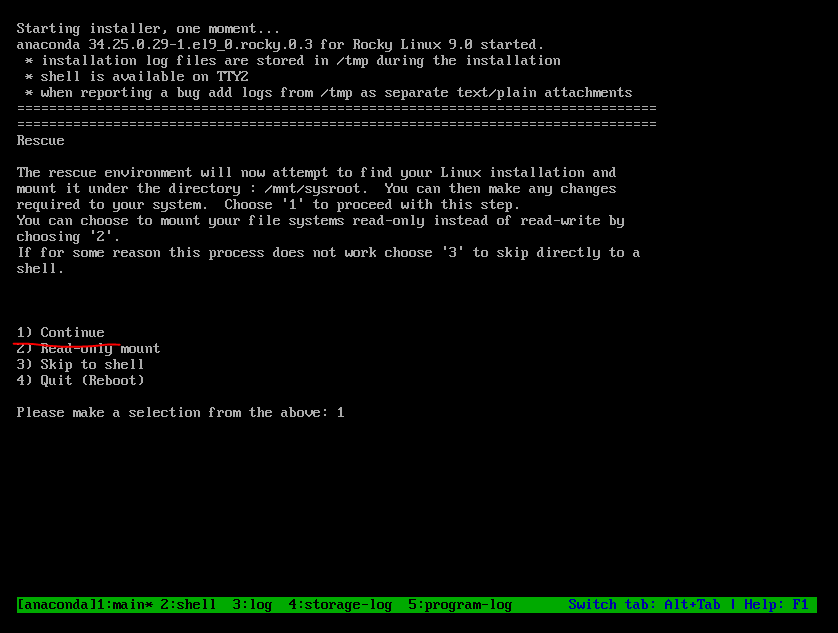 Starting installer, one moment...
anaconda 34.25.0.29-1.el9_0.rocky.0.3 for Rocky Linux 9.0 started.
* installation log files are stored in /tmp during the installation
* shell is available on TTY2
* when reporting a bug add logs from /tmp as separate text/plain attachments
================================================================================
================================================================================
Rescue
The rescue environment will now attempt to find your Linux installation and
mount it under the directory : /mnt/sysroot.  You can then make any changes
required to your system.  Choose '1' to proceed with this step.
You can choose to mount your file systems read-only instead of read-write by
choosing '2'.
If for some reason this process does not work choose '3' to skip directly to a
shell.
1) Continue
2) Read-only mount
3) Skip to shell
4) Quit (Reboot)
Please make a selection from the above: 1
[anaconda]1:main* 2:shell  3:log  4:storage-log  5:program-log       Switch tab: Alt+Tab | Help: F1